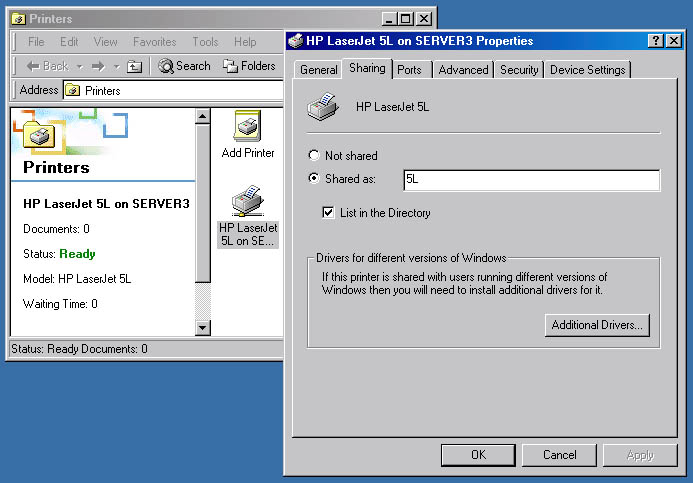 Printers
File Edit View Favorites Tools Help
Back Search Folders
Address Printers
Printers
HP LaserJet 5L on SERVER3
Documents: 0
Status: Ready
Model: HP LaserJet 5L
Waiting Time: 0
Add Printer
HP LaserJet
5L on SE...
Status: Ready Documents: 0
HP LaserJet 5L on SERVER3 Properties
General Sharing Ports Advanced Security Device Settings
HP LaserJet 5L
Not shared
Shared as: 5L
List in the Directory
Drivers for different versions of Windows
If this printer is shared with users running different versions of
Windows then you will need to install additional drivers for it.
Additional Drivers...
OK Cancel Apply